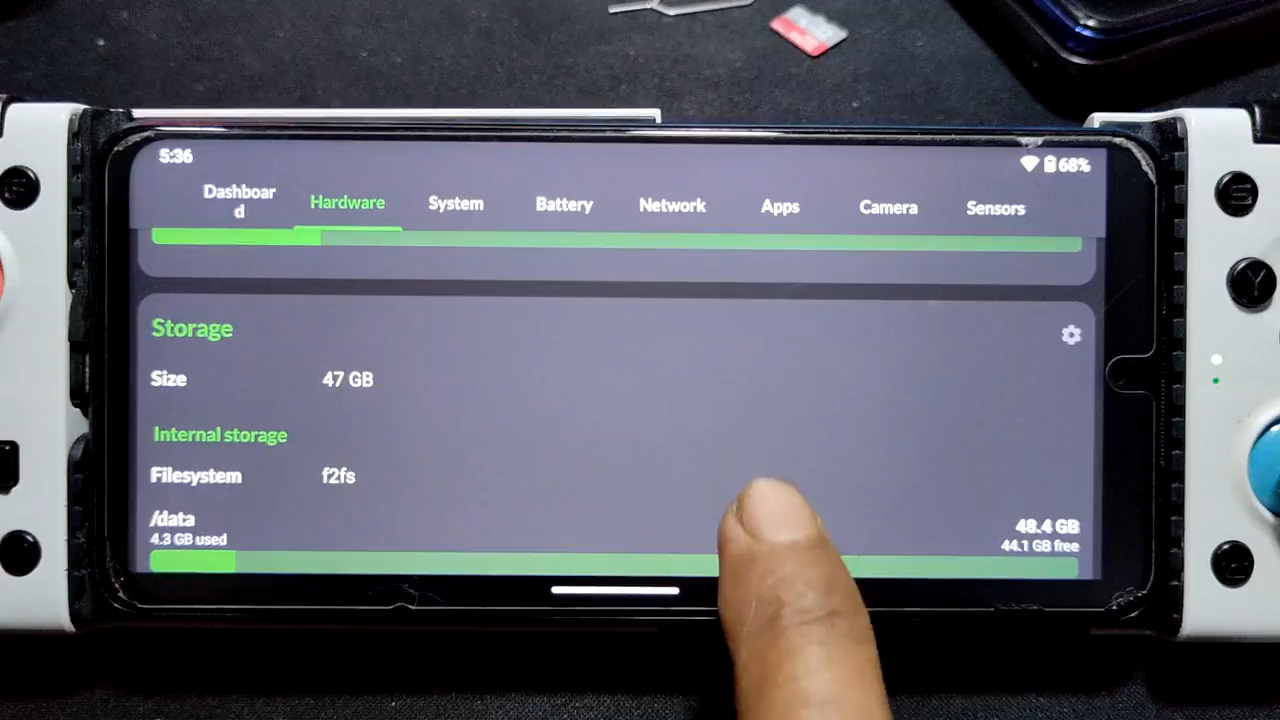 5:36
68%
Dashboar
d
Hardware
System
Battery
Network
Apps
Camera
Sensors
Storage
Size 47 GB
Internal storage
Filesystem f2fs
/data 48.4 GB
4.3 GB used 44.1 GB free
Y